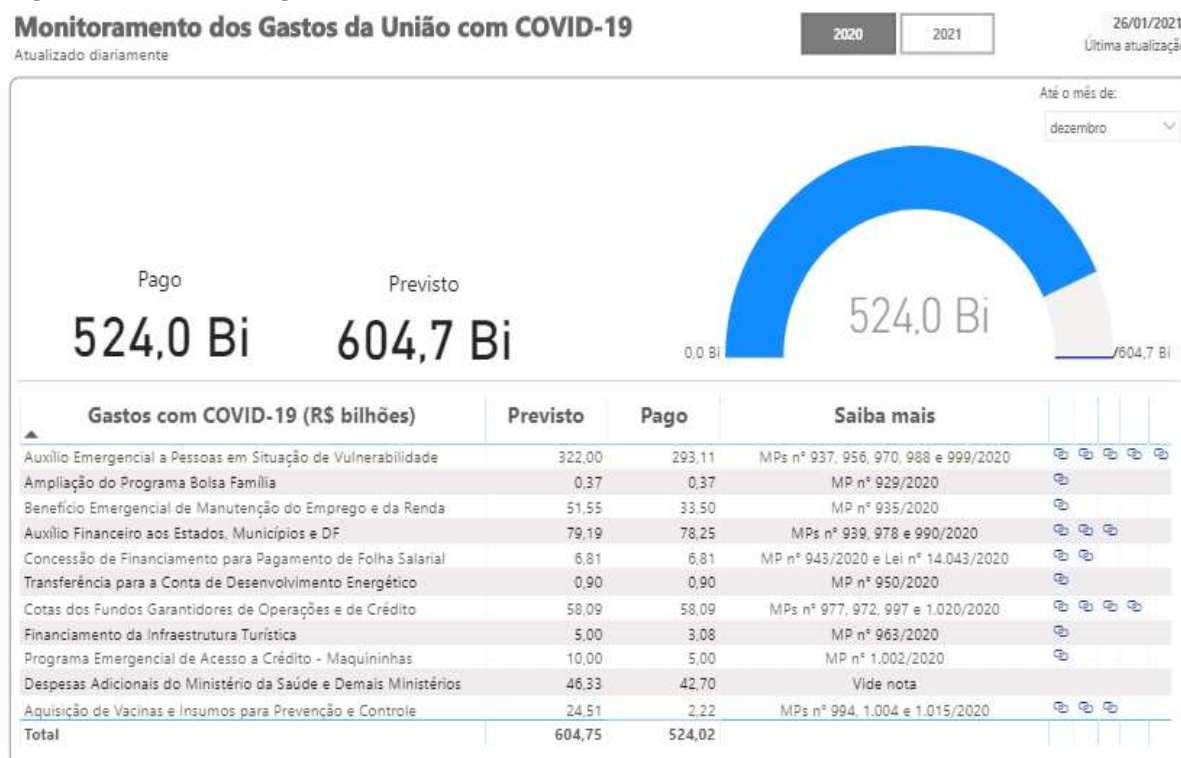 Monitoramento dos Gastos da União com COVID-19
2020 2021
26/01/2021
Atualizado diariamente
Última atualizaçã
Até o mês de:
dezembro
Pago Previsto
524,0 Bi 604,7 Bi
524,0 Bi
0,0 Bi
604,7 Bi
Gastos com COVID-19 (R$ bilhões) Previsto Pago Saiba mais
Auxílio Emergencial a Pessoas em Situação de Vulnerabilidade 322,00 293,11 MPs nº 937, 956, 970, 988 e 999/2020
Ampliação do Programa Bolsa Família 0,37 0,37 MP nº 929/2020
Benefício Emergencial de Manutenção do Emprego e da Renda 51,55 33,50 MP nº 935/2020
Auxílio Financeiro aos Estados, Municípios e DF 79,19 78,25 MPs nº 939, 978 e 990/2020
Concessão de Financiamento para Pagamento de Folha Salarial 6,81 6,81 MP nº 943/2020 e Lei nº 14.043/2020
Transferência para a Conta de Desenvolvimento Energético 0,90 0,90 MP nº 950/2020
Cotas dos Fundos Garantidores de Operações e de Crédito 58,09 58,09 MPs nº 977, 972, 997 e 1.020/2020
Financiamento da Infraestrutura Turística 5,00 3,08 MP nº 963/2020
Programa Emergencial de Acesso a Crédito - Maquininhas 10,00 5,00 MP nº 1.002/2020
Despesas Adicionais do Ministério da Saúde e Demais Ministérios 46,33 42,70 Vide nota
Aquisição de Vacinas e Insumos para Prevenção e Controle 24,51 2,22 MPs nº 994, 1.004 e 1.015/2020
Total 604,75 524,02